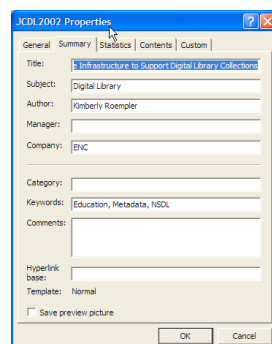 JCDL2002 Properties
General Summary Statistics Contents Custom
Title: Infrastructure to Support Digital Library Collections
Subject: Digital Library
Author: Kimberly Roempler
Manager:
Company: ENC
Category:
Keywords: Education, Metadata, NSDL
Comments:
Hyperlink
base:
Template: Normal
Save preview picture
OK Cancel